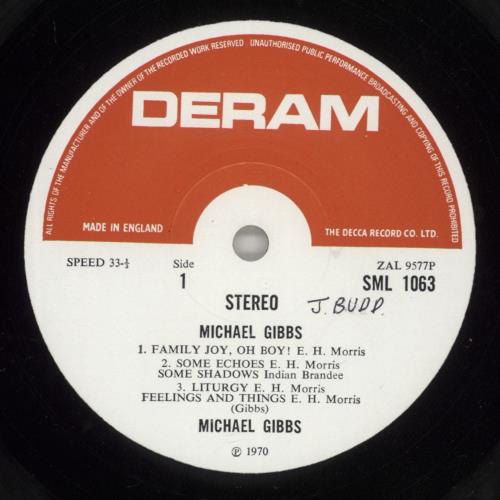 ALL RIGHTS OF THE MANUFACTURER AND OF THE OWNER OF THE RECORDED WORK RESERVED · UNAUTHORISED PUBLIC PERFORMANCE BROADCASTING AND COPYING OF THIS RECORD PROHIBITED
DERAM
MADE IN ENGLAND
THE DECCA RECORD CO. LTD.
SPEED 33-⅓
Side
1
ZAL 9577P
SML 1063
STEREO
J. BUDD.
MICHAEL GIBBS
1. FAMILY JOY, OH BOY! E. H. Morris
2. SOME ECHOES E. H. Morris
SOME SHADOWS Indian Brandee
3. LITURGY E. H. Morris
FEELINGS AND THINGS E. H. Morris
(Gibbs)
MICHAEL GIBBS
℗ 1970